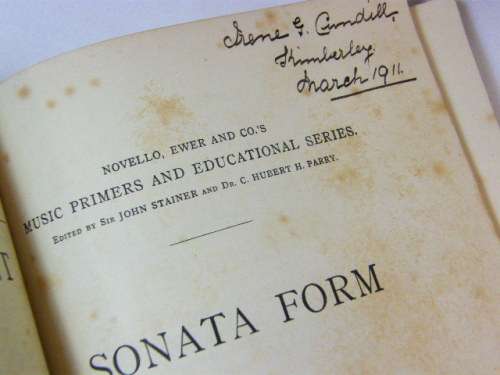 Irene G. Cundill,
Kimberley
March 1911.
NOVELLO, EWER AND CO.'S
MUSIC PRIMERS AND EDUCATIONAL SERIES.
EDITED BY SIR JOHN STAINER AND DR. C. HUBERT H. PARRY.
SONATA FORM